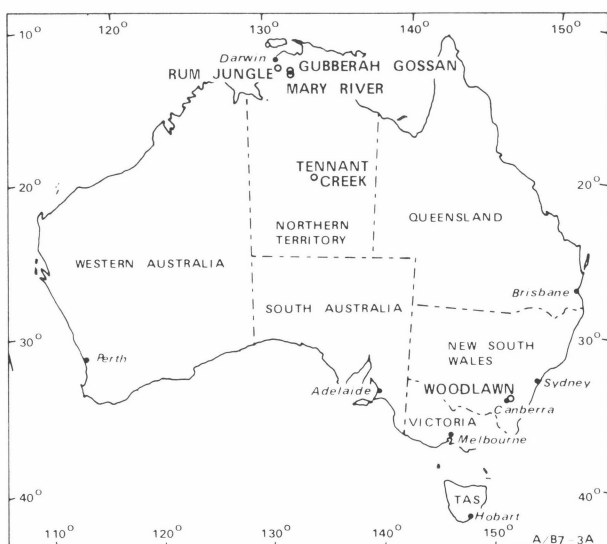 120° 130° 140° 150°
10° 10°
Darwin
RUM JUNGLE GUBBERAH GOSSAN
MARY RIVER
TENNANT
CREEK
20° 20°
NORTHERN
TERRITORY
QUEENSLAND
WESTERN AUSTRALIA
SOUTH AUSTRALIA
Brisbane
30° 30°
NEW SOUTH
WALES
Perth
Adelaide
WOODLAWN
Sydney
Canberra
VICTORIA
Melbourne
40° 40°
TAS
Hobart
110° 120° 130° 140° 150°
A/B7-3A